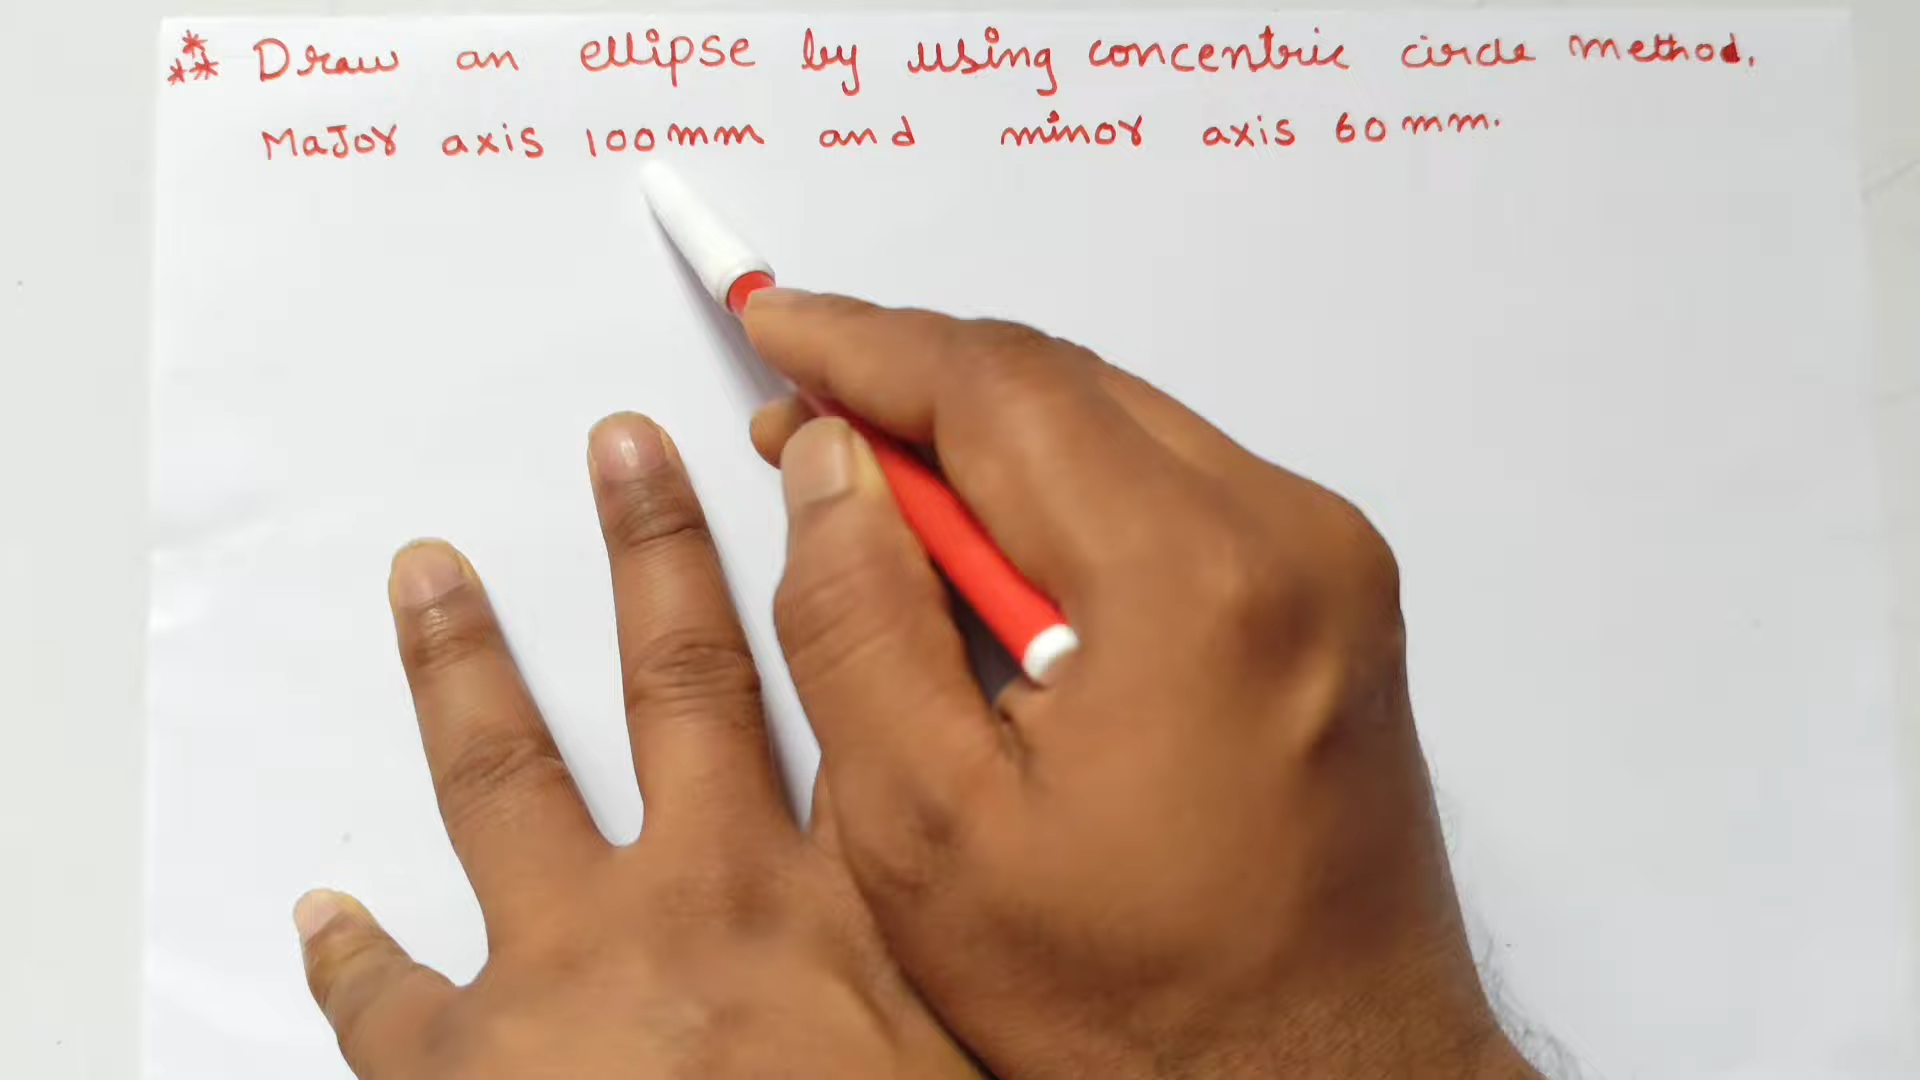 Draw an ellipse by using concentric circle method.
Major axis 100mm and minor axis 60mm.